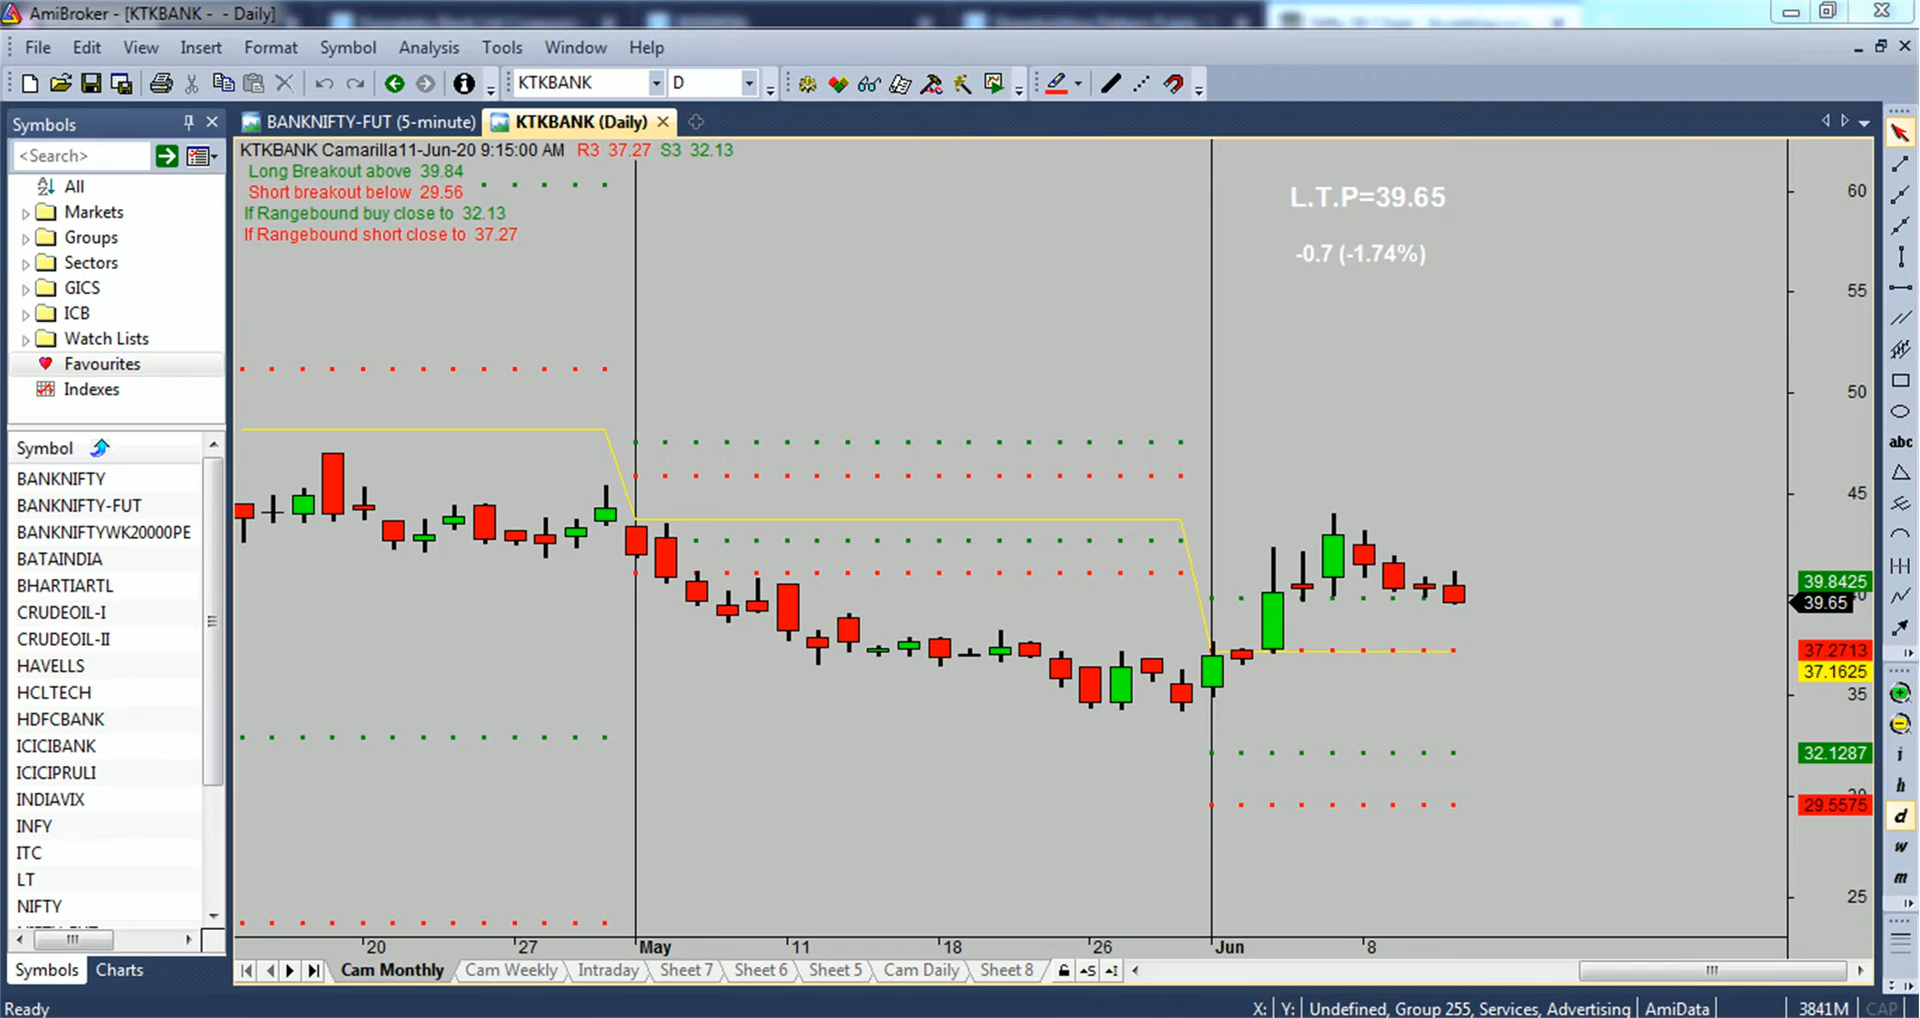 AmiBroker - [KTKBANK - - Daily]
File Edit View Insert Format Symbol Analysis Tools Window Help
KTKBANK D
Symbols
BANKNIFTY-FUT (5-minute) KTKBANK (Daily)
<Search>
All
Markets
Groups
Sectors
GICS
ICB
Watch Lists
Favourites
Indexes
Symbol
BANKNIFTY
BANKNIFTY-FUT
BANKNIFTYWK20000PE
BATAINDIA
BHARTIARTL
CRUDEOIL-I
CRUDEOIL-II
HAVELLS
HCLTECH
HDFCBANK
ICICIBANK
ICICIPRULI
INDIAVIX
INFY
ITC
LT
NIFTY
Symbols Charts
KTKBANK Camarilla11-Jun-20 9:15:00 AM R3 37.27 S3 32.13
Long Breakout above 39.84
Short breakout below 29.56
If Rangebound buy close to 32.13
If Rangebound short close to 37.27
L.T.P=39.65
-0.7 (-1.74%)
60
55
50
45
39.8425
39.65
37.2713
37.1625
35
32.1287
29.5575
25
20 27 May 11 18 26 Jun 8
Cam Monthly Cam Weekly Intraday Sheet 7 Sheet 6 Sheet 5 Cam Daily Sheet 8
abc
i
h
d
w
m
Ready
X: Y: Undefined, Group 255, Services, Advertising AmiData 3841M CAP